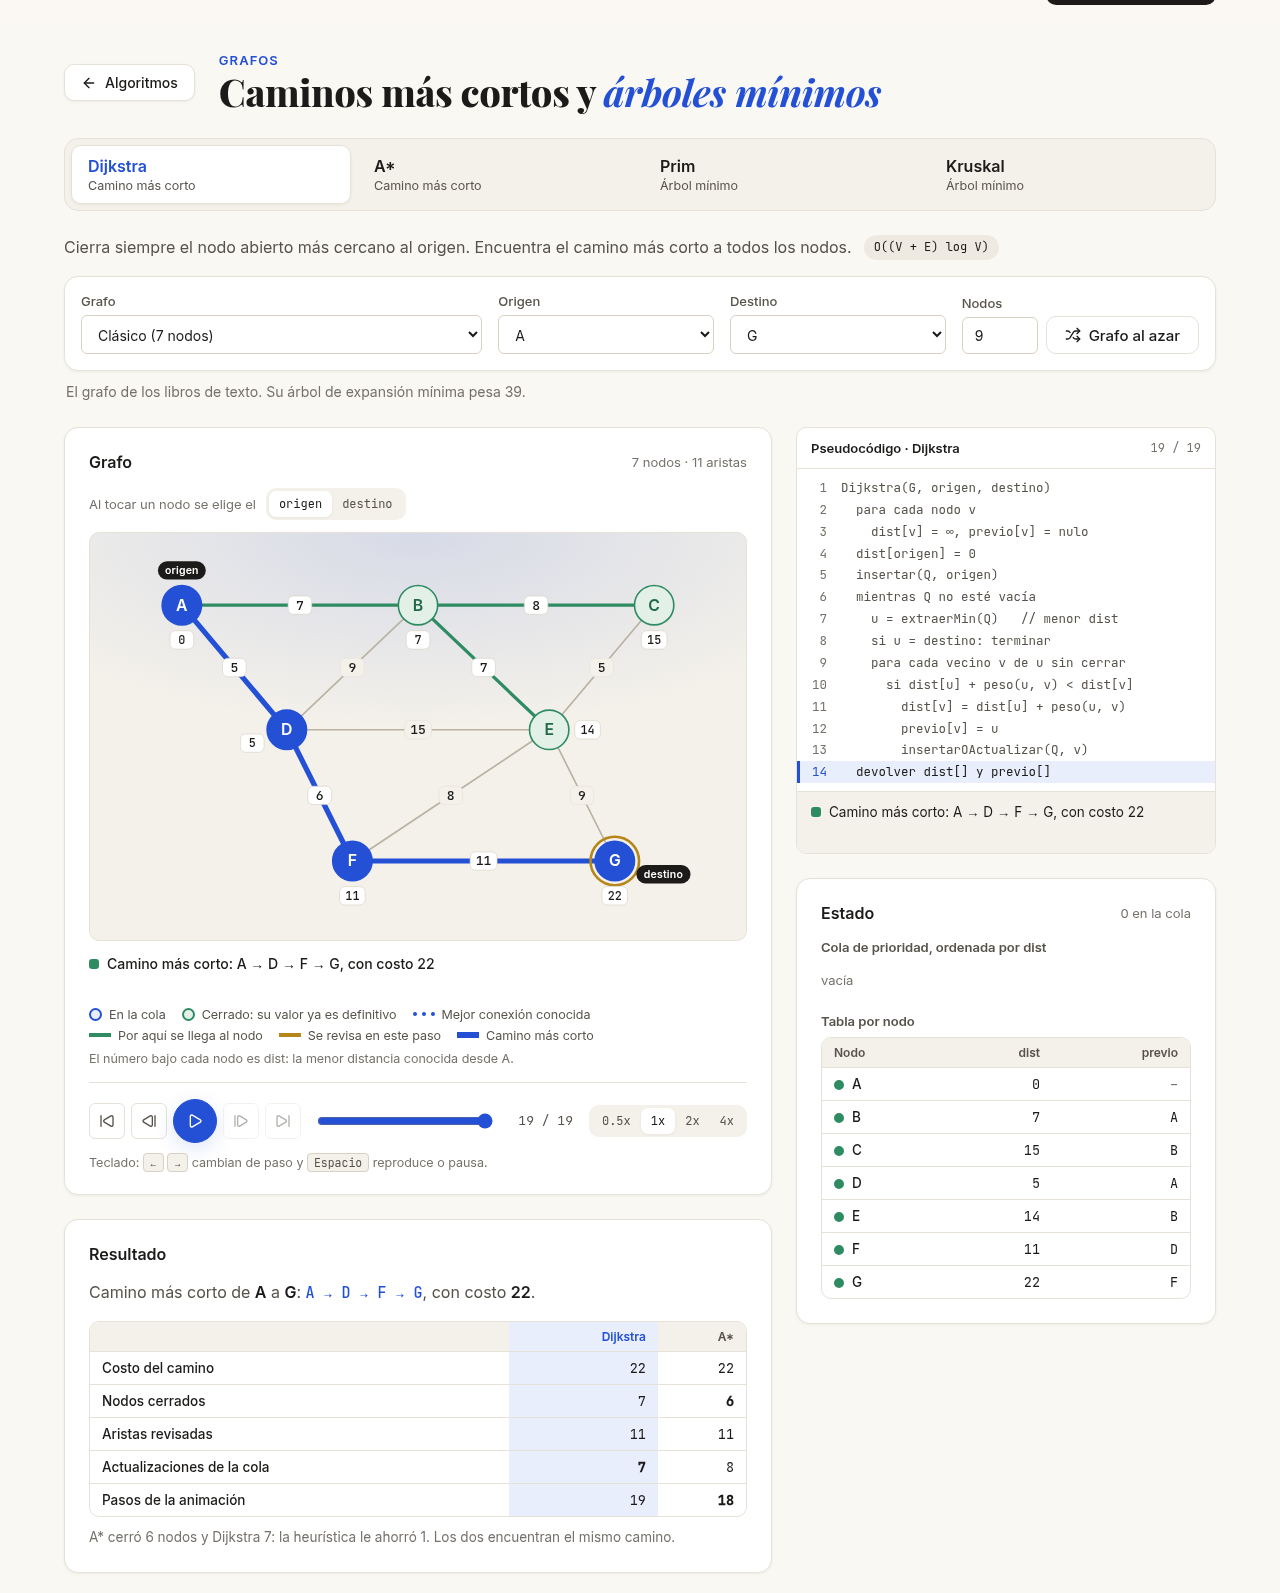 GRAFOS
Algoritmos
Caminos más cortos y árboles mínimos
Dijkstra
Camino más corto
A*
Camino más corto
Prim
Árbol mínimo
Kruskal
Árbol mínimo
Cierra siempre el nodo abierto más cercano al origen. Encuentra el camino más corto a todos los nodos. O((V + E) log V)
Grafo
Clásico (7 nodos)
Origen
A
Destino
G
Nodos
9
Grafo al azar
El grafo de los libros de texto. Su árbol de expansión mínima pesa 39.
Grafo
7 nodos · 11 aristas
Al tocar un nodo se elige el origen destino
origen
A 7 B 8 C
0 7 15
5 9 7 5
D 15 E 14
5
6 8 9
F 11 G
destino
11 22
Camino más corto: A → D → F → G, con costo 22
En la cola Cerrado: su valor ya es definitivo Mejor conexión conocida
Por aquí se llega al nodo Se revisa en este paso Camino más corto
El número bajo cada nodo es dist: la menor distancia conocida desde A.
19 / 19 0.5x 1x 2x 4x
Teclado: ← → cambian de paso y Espacio reproduce o pausa.
Resultado
Camino más corto de A a G: A → D → F → G, con costo 22.
Dijkstra A*
Costo del camino 22 22
Nodos cerrados 7 6
Aristas revisadas 11 11
Actualizaciones de la cola 7 8
Pasos de la animación 19 18
A* cerró 6 nodos y Dijkstra 7: la heurística le ahorró 1. Los dos encuentran el mismo camino.
Pseudocódigo · Dijkstra 19 / 19
1 Dijkstra(G, origen, destino)
2 para cada nodo v
3 dist[v] = ∞, previo[v] = nulo
4 dist[origen] = 0
5 insertar(Q, origen)
6 mientras Q no esté vacía
7 u = extraerMin(Q) // menor dist
8 si u = destino: terminar
9 para cada vecino v de u sin cerrar
10 si dist[u] + peso(u, v) < dist[v]
11 dist[v] = dist[u] + peso(u, v)
12 previo[v] = u
13 insertarOActualizar(Q, v)
14 devolver dist[] y previo[]
Camino más corto: A → D → F → G, con costo 22
Estado 0 en la cola
Cola de prioridad, ordenada por dist
vacía
Tabla por nodo
Nodo dist previo
A 0 –
B 7 A
C 15 B
D 5 A
E 14 B
F 11 D
G 22 F